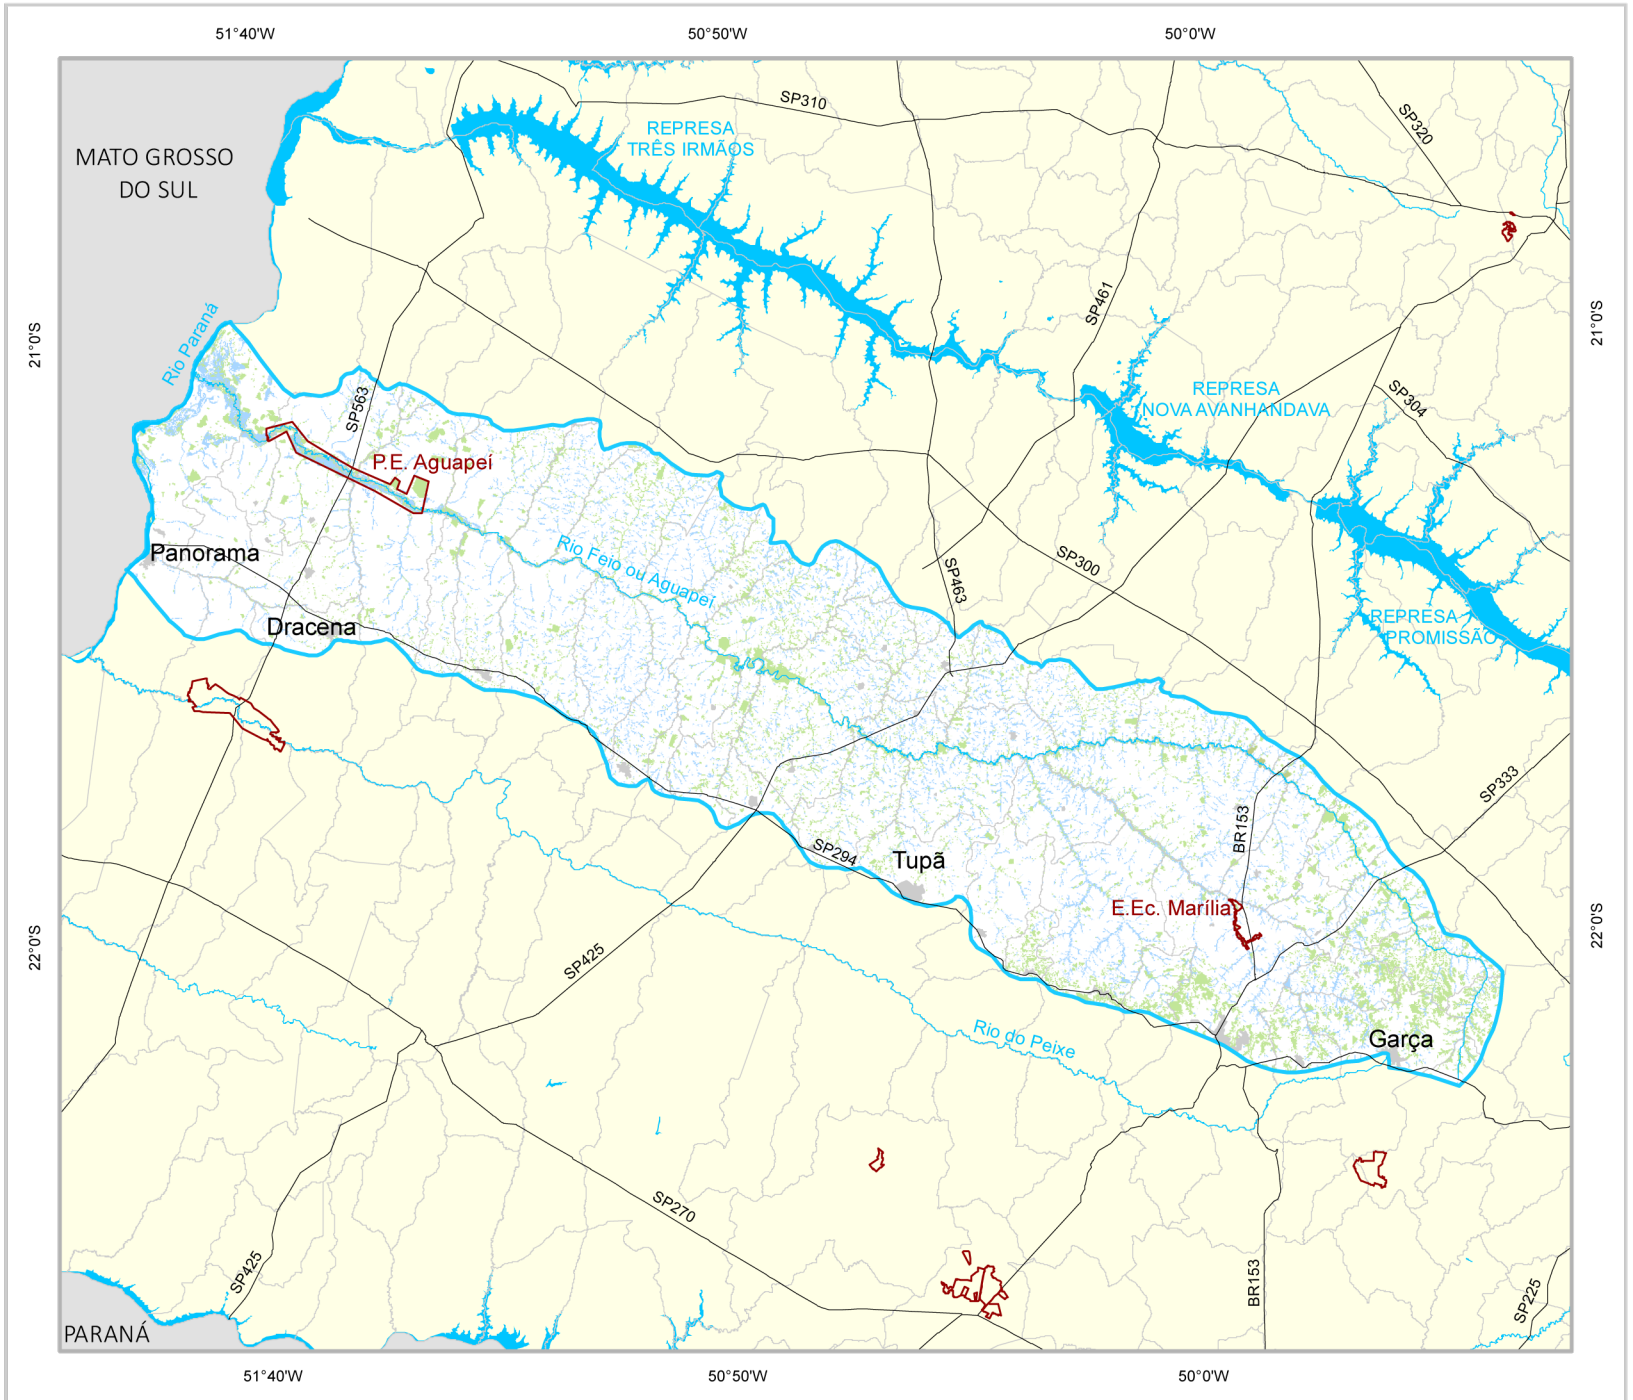 51°40'W
50°50'W
50°0'W
MATO GROSSO
DO SUL
SP310
SP320
REPRESA
TRÊS IRMÃOS
SP461
21°0'S
21°0'S
Rio Paraná
SP563
REPRESA
NOVA AVANHANDAVA
SP304
P.E. Aguapeí
Panorama
Rio Feio ou Aguapeí
SP463
SP300
Dracena
REPRESA
PROMISSÃO
SP333
BR153
SP294
Tupã
E.Ec. Marília
22°0'S
22°0'S
SP425
Rio do Peixe
Garça
SP270
SP425
BR153
SP225
PARANÁ
51°40'W
50°50'W
50°0'W